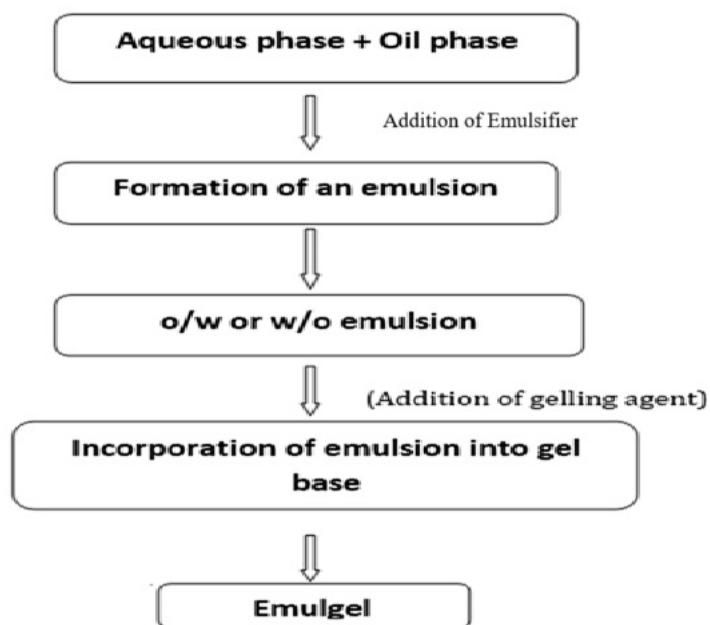 Aqueous phase + Oil phase
Addition of Emulsifier
Formation of an emulsion
o/w or w/o emulsion
(Addition of gelling agent)
Incorporation of emulsion into gel
base
Emulgel